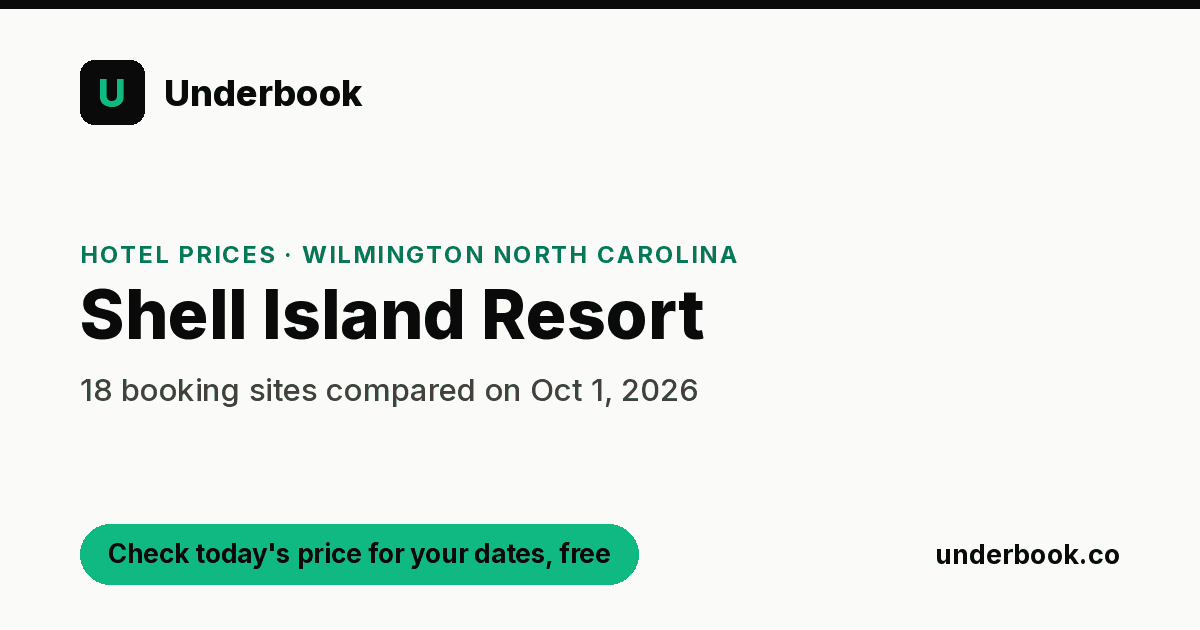 U Underbook
HOTEL PRICES · WILMINGTON NORTH CAROLINA
Shell Island Resort
18 booking sites compared on Oct 1, 2026
Check today's price for your dates, free
underbook.co